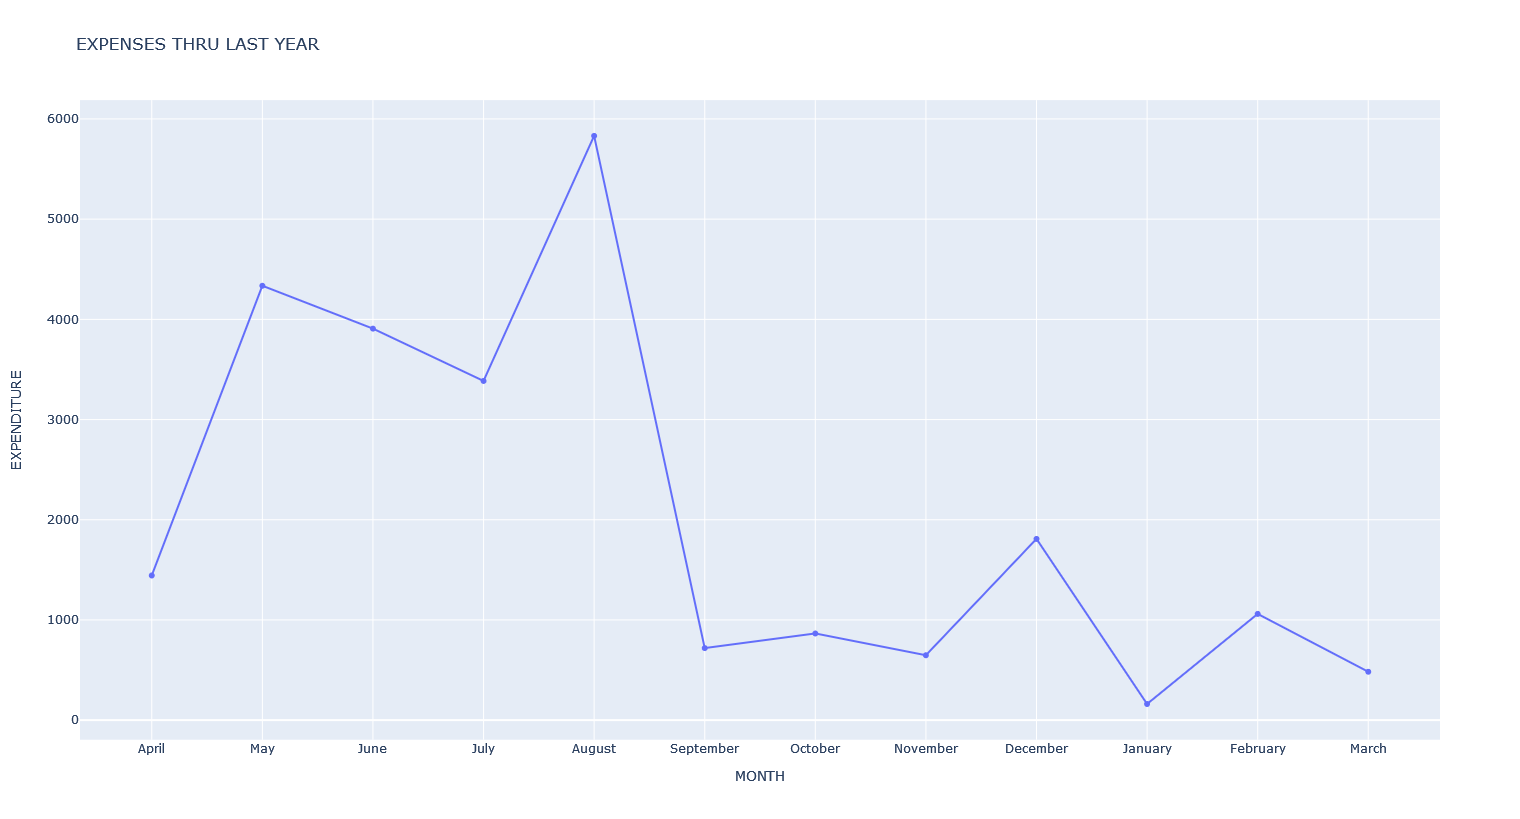 EXPENSES THRU LAST YEAR
6000
5000
4000
3000
2000
1000
0
EXPENDITURE
April May June July August September October November December January February March
MONTH